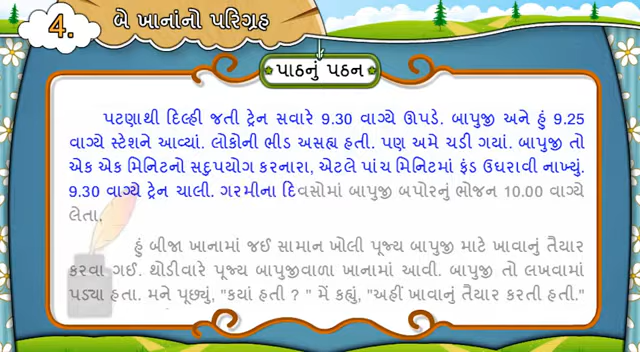 4.
બે ખાનાંનો પરિગ્રહ
પાઠનું પઠન
પટણાથી દિલ્હી જતી ટ્રેન સવારે 9.30 વાગ્યે ઊપડે. બાપુજી અને હું 9.25
વાગ્યે સ્ટેશને આવ્યાં. લોકોની ભીડ અસહ્ય હતી. પણ અમે ચડી ગયાં. બાપુજી તો
એક એક મિનિટનો સદુપયોગ કરનારા, એટલે પાંચ મિનિટમાં ફંડ ઉઘરાવી નાખ્યું.
9.30 વાગ્યે ટ્રેન ચાલી. ગરમીના દિવસોમાં બાપુજી બપોરનું ભોજન 10.00 વાગ્યે
લેતા.
હું બીજા ખાનામાં જઈ સામાન ખોલી પૂજ્ય બાપુજી માટે ખાવાનું તૈયાર
કરવા ગઈ. થોડીવારે પૂજ્ય બાપુજીવાળા ખાનામાં આવી. બાપુજી તો લખવામાં
પડ્યા હતા. મને પૂછ્યું, "કયાં હતી ? " મેં કહ્યું, "અહીં ખાવાનું તૈયાર કરતી હતી."